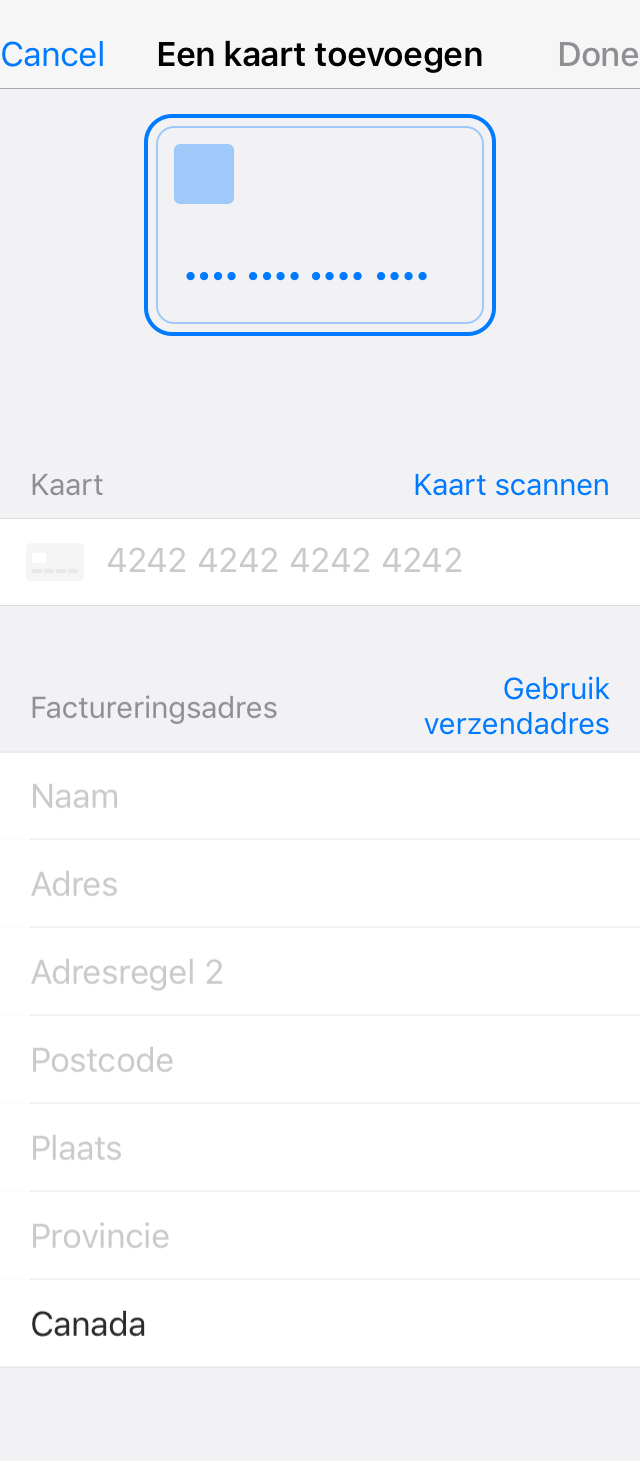 Cancel Een kaart toevoegen Done
•••• •••• •••• ••••
Kaart Kaart scannen
4242 4242 4242 4242
Factureringsadres Gebruik verzendadres
Naam
Adres
Adresregel 2
Postcode
Plaats
Provincie
Canada